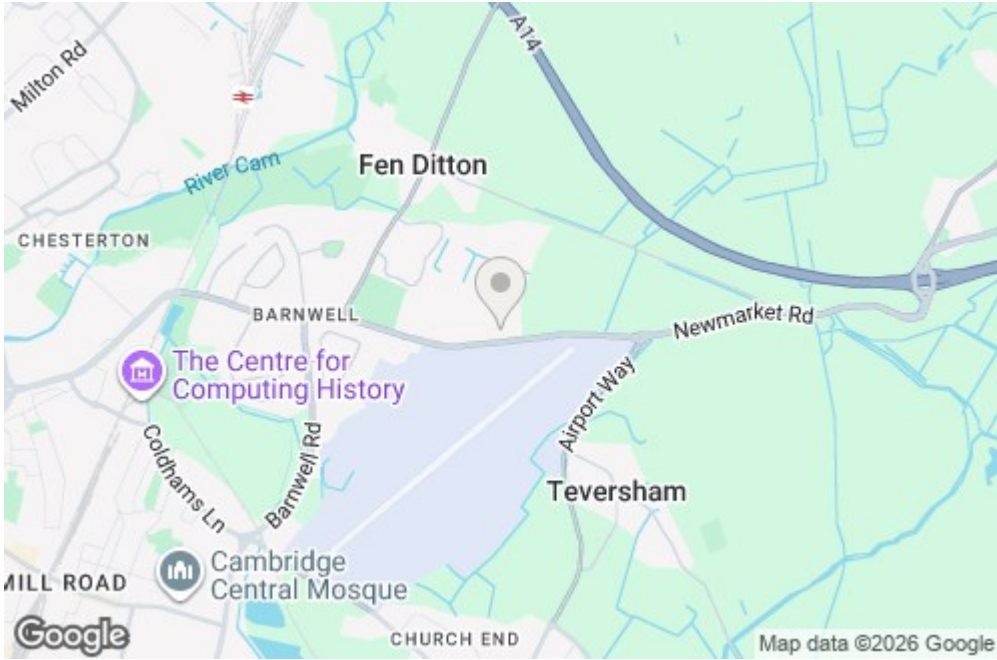 A14
Milton Rd
Fen Ditton
River Cam
CHESTERTON
BARNWELL
Newmarket Rd
The Centre for
Computing History
Airport Way
Coldhams Ln
Barnwell Rd
Teversham
Cambridge
Central Mosque
MILL ROAD
CHURCH END
Google
Map data ©2026 Google